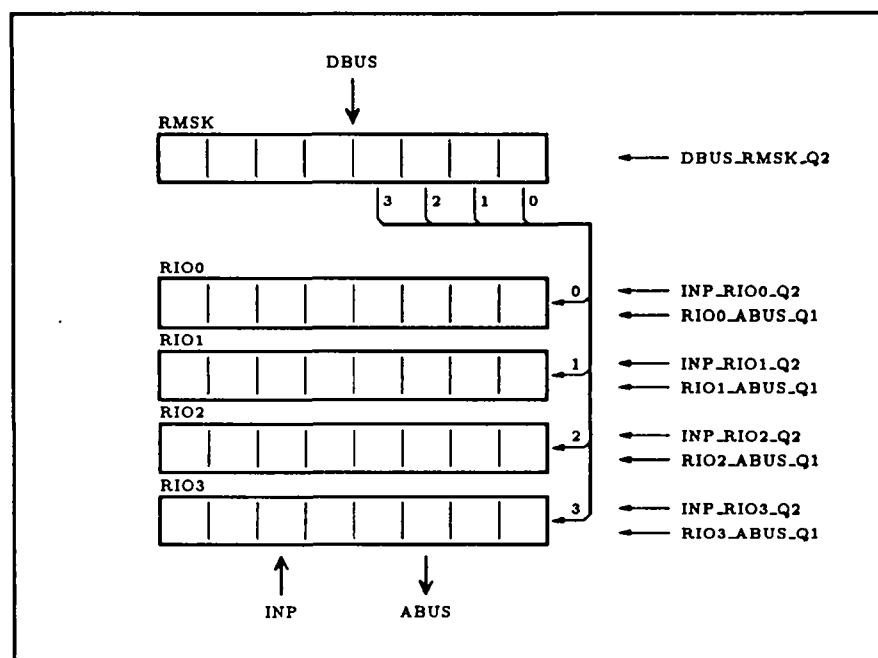 DBUS
RMSK
DBUS_RMSK_Q2
3 2 1 0
RIO0
0
INP_RIO0_Q2
RIO0_ABUS_Q1
RIO1
1
INP_RIO1_Q2
RIO1_ABUS_Q1
RIO2
2
INP_RIO2_Q2
RIO2_ABUS_Q1
RIO3
3
INP_RIO3_Q2
RIO3_ABUS_Q1
INP ABUS